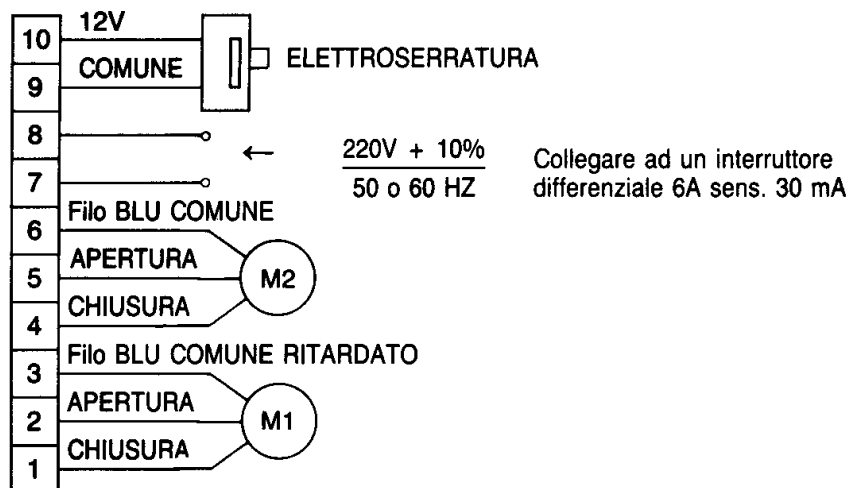 10 12V
COMUNE ELETTROSERRATURA
9
8
220V + 10%
50 o 60 HZ
Collegare ad un interruttore
differenziale 6A sens. 30 mA
7
Filo BLU COMUNE
6
APERTURA
5 M2
CHIUSURA
4
Filo BLU COMUNE RITARDATO
3
APERTURA
2 M1
CHIUSURA
1